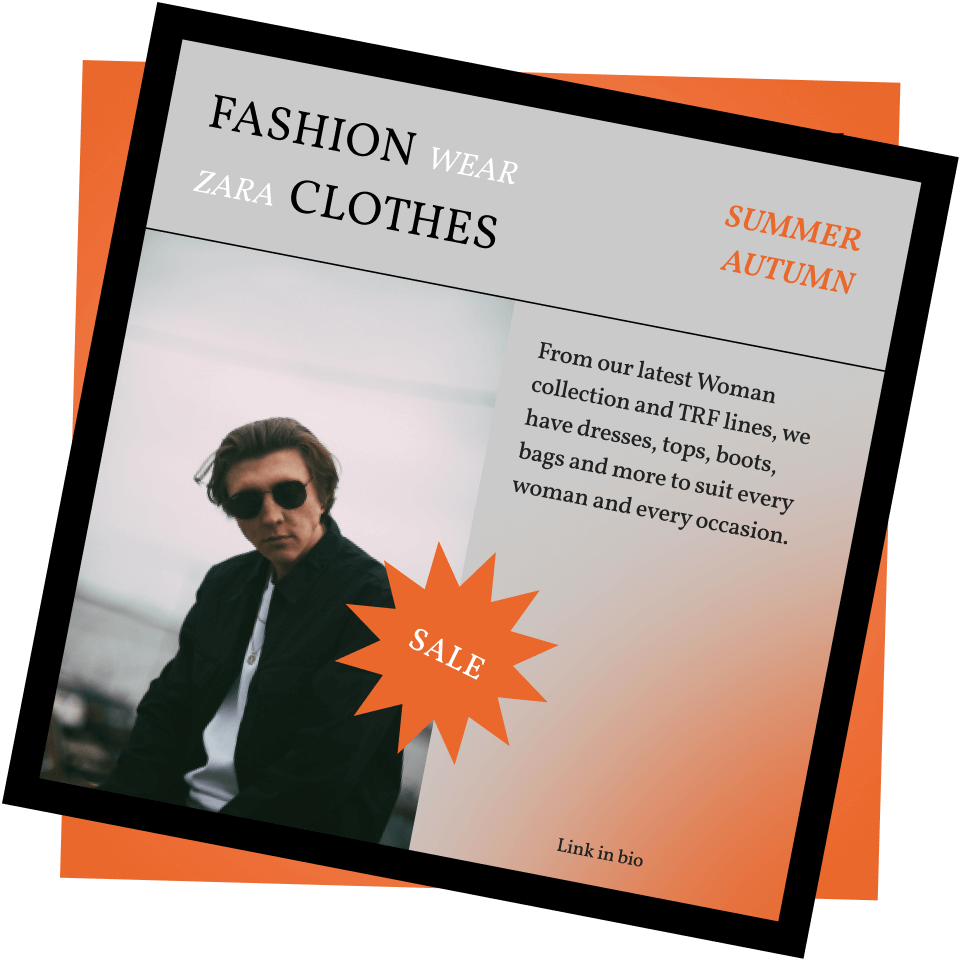 FASHION WEAR
ZARA CLOTHES
SUMMER
AUTUMN
From our latest Woman
collection and TRF lines, we
have dresses, tops, boots,
bags and more to suit every
woman and every occasion.
SALE
Link in bio